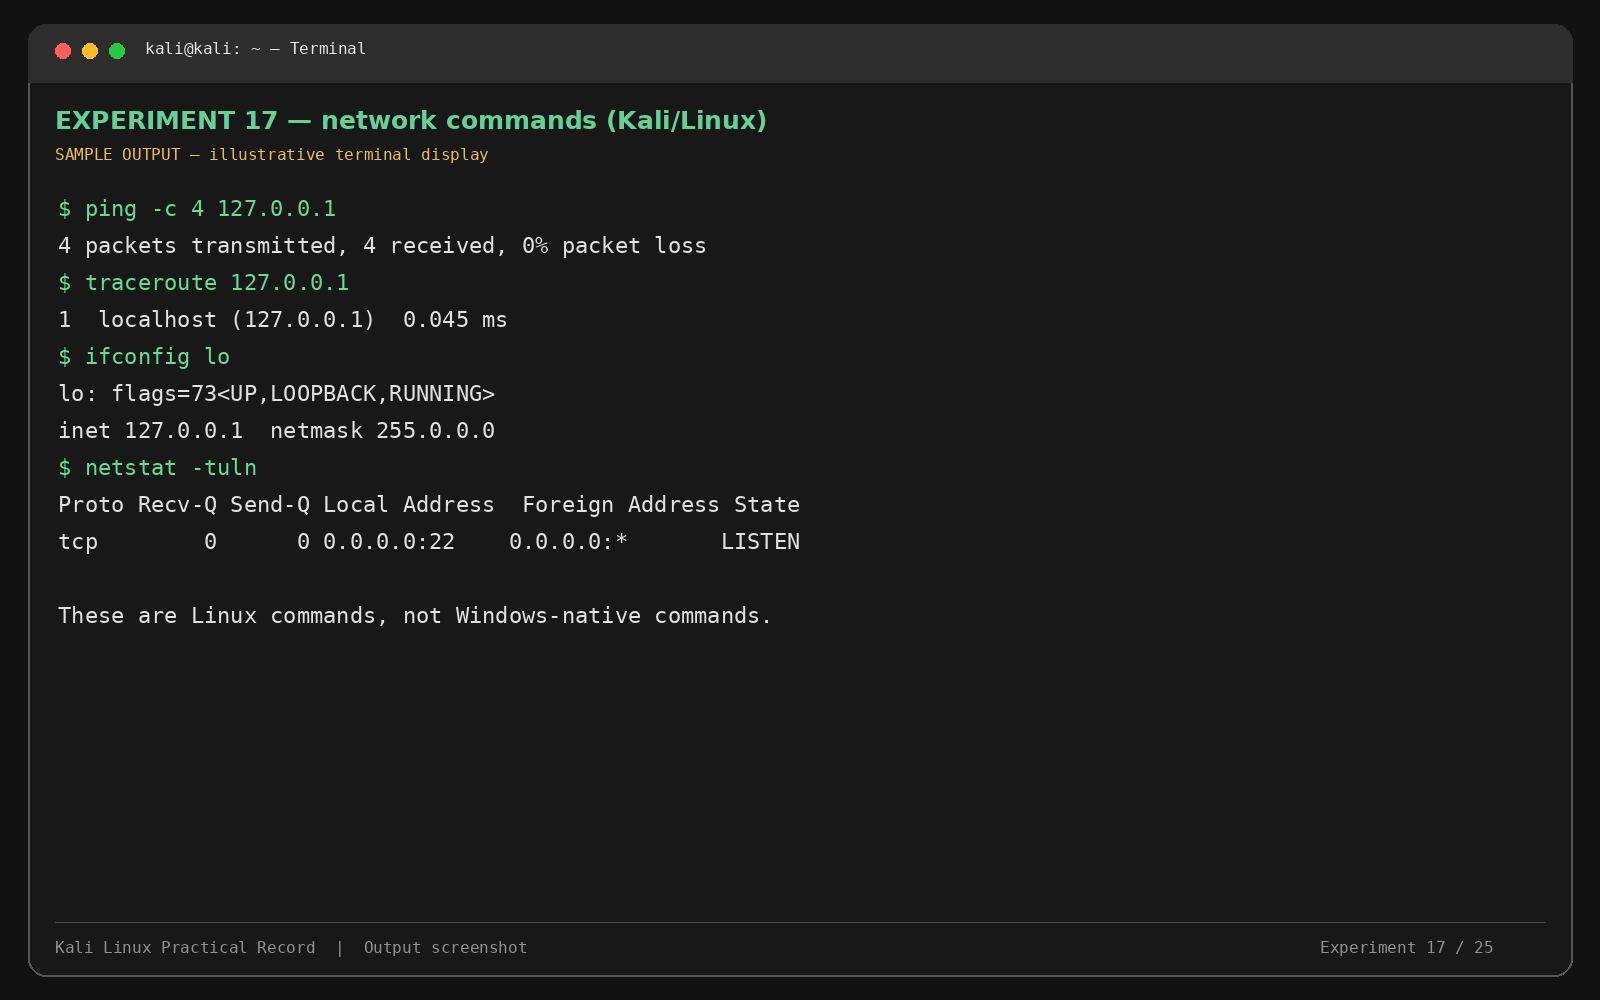 kali@kali: ~ — Terminal
EXPERIMENT 17 — network commands (Kali/Linux)
SAMPLE OUTPUT — illustrative terminal display
$ ping -c 4 127.0.0.1
4 packets transmitted, 4 received, 0% packet loss
$ traceroute 127.0.0.1
1  localhost (127.0.0.1)  0.045 ms
$ ifconfig lo
lo: flags=73<UP,LOOPBACK,RUNNING>
inet 127.0.0.1  netmask 255.0.0.0
$ netstat -tuln
Proto Recv-Q Send-Q Local Address  Foreign Address State
tcp        0      0 0.0.0.0:22    0.0.0.0:*       LISTEN
These are Linux commands, not Windows-native commands.
Kali Linux Practical Record  |  Output screenshot
Experiment 17 / 25